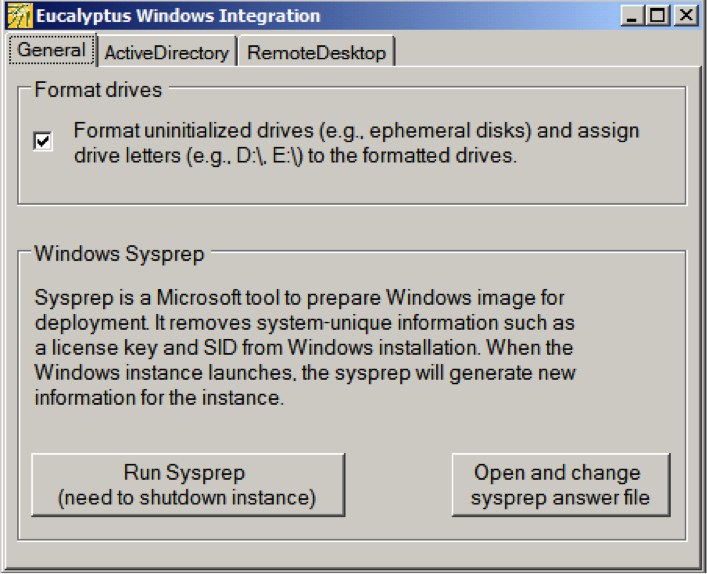 Eucalyptus Windows Integration
General ActiveDirectory RemoteDesktop
Format drives
Format uninitialized drives (e.g., ephemeral disks) and assign
drive letters (e.g., D:\, E:\) to the formatted drives.
Windows Sysprep
Sysprep is a Microsoft tool to prepare Windows image for
deployment. It removes system-unique information such as
a license key and SID from Windows installation. When the
Windows instance launches, the sysprep will generate new
information for the instance.
Run Sysprep
(need to shutdown instance)
Open and change
sysprep answer file